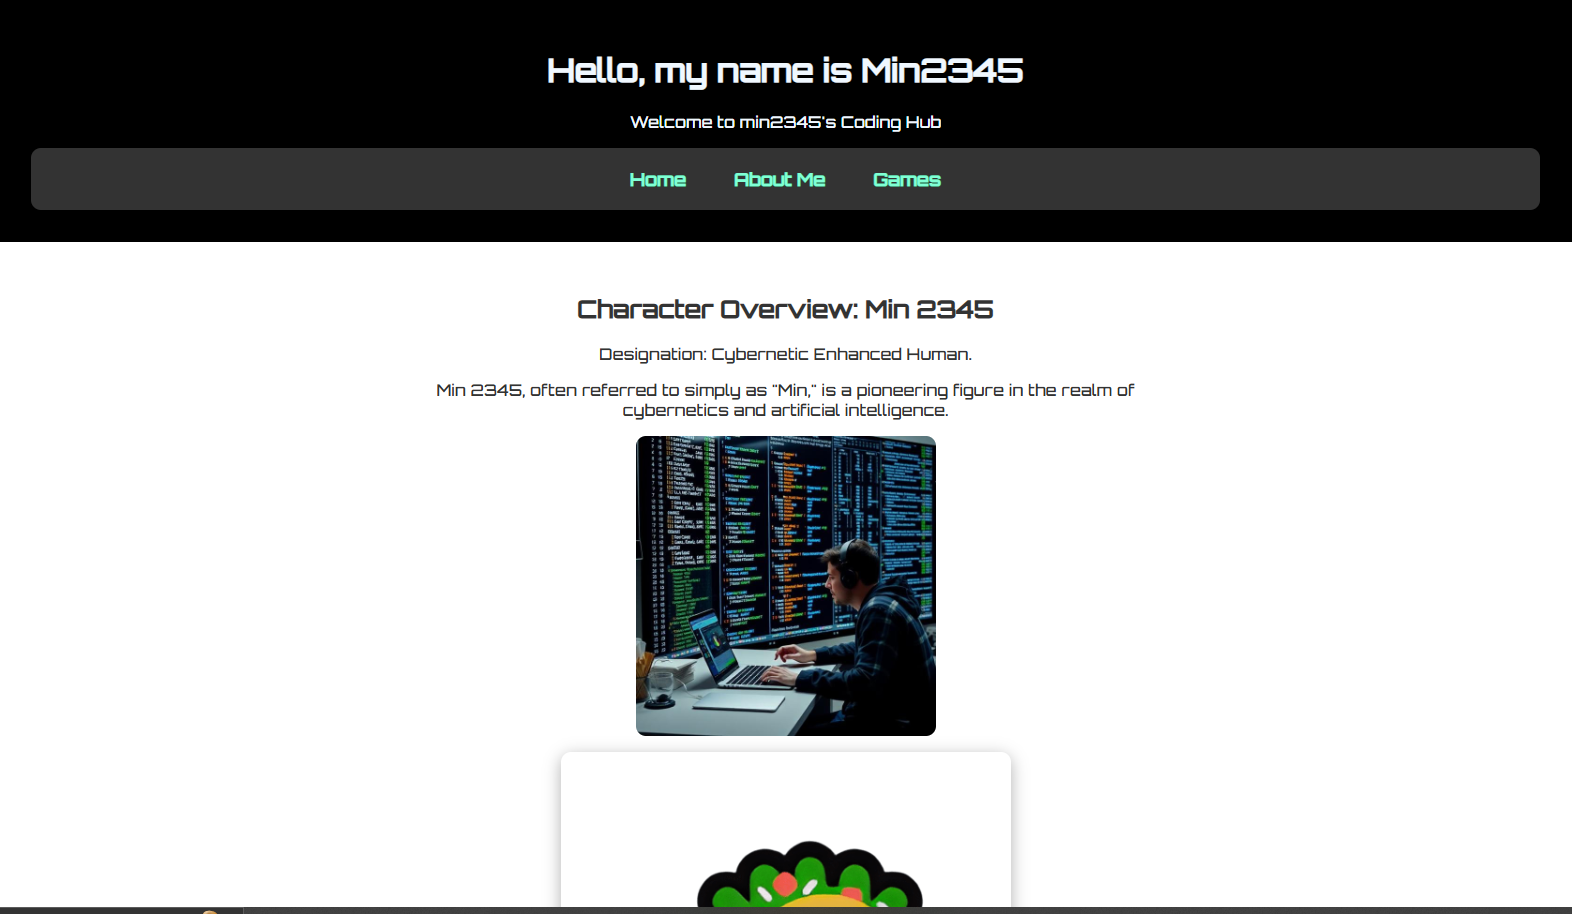 Hello, my name is Min2345
Welcome to min2345's Coding Hub
Home About Me Games
Character Overview: Min 2345
Designation: Cybernetic Enhanced Human.
Min 2345, often referred to simply as "Min," is a pioneering figure in the realm of
cybernetics and artificial intelligence.